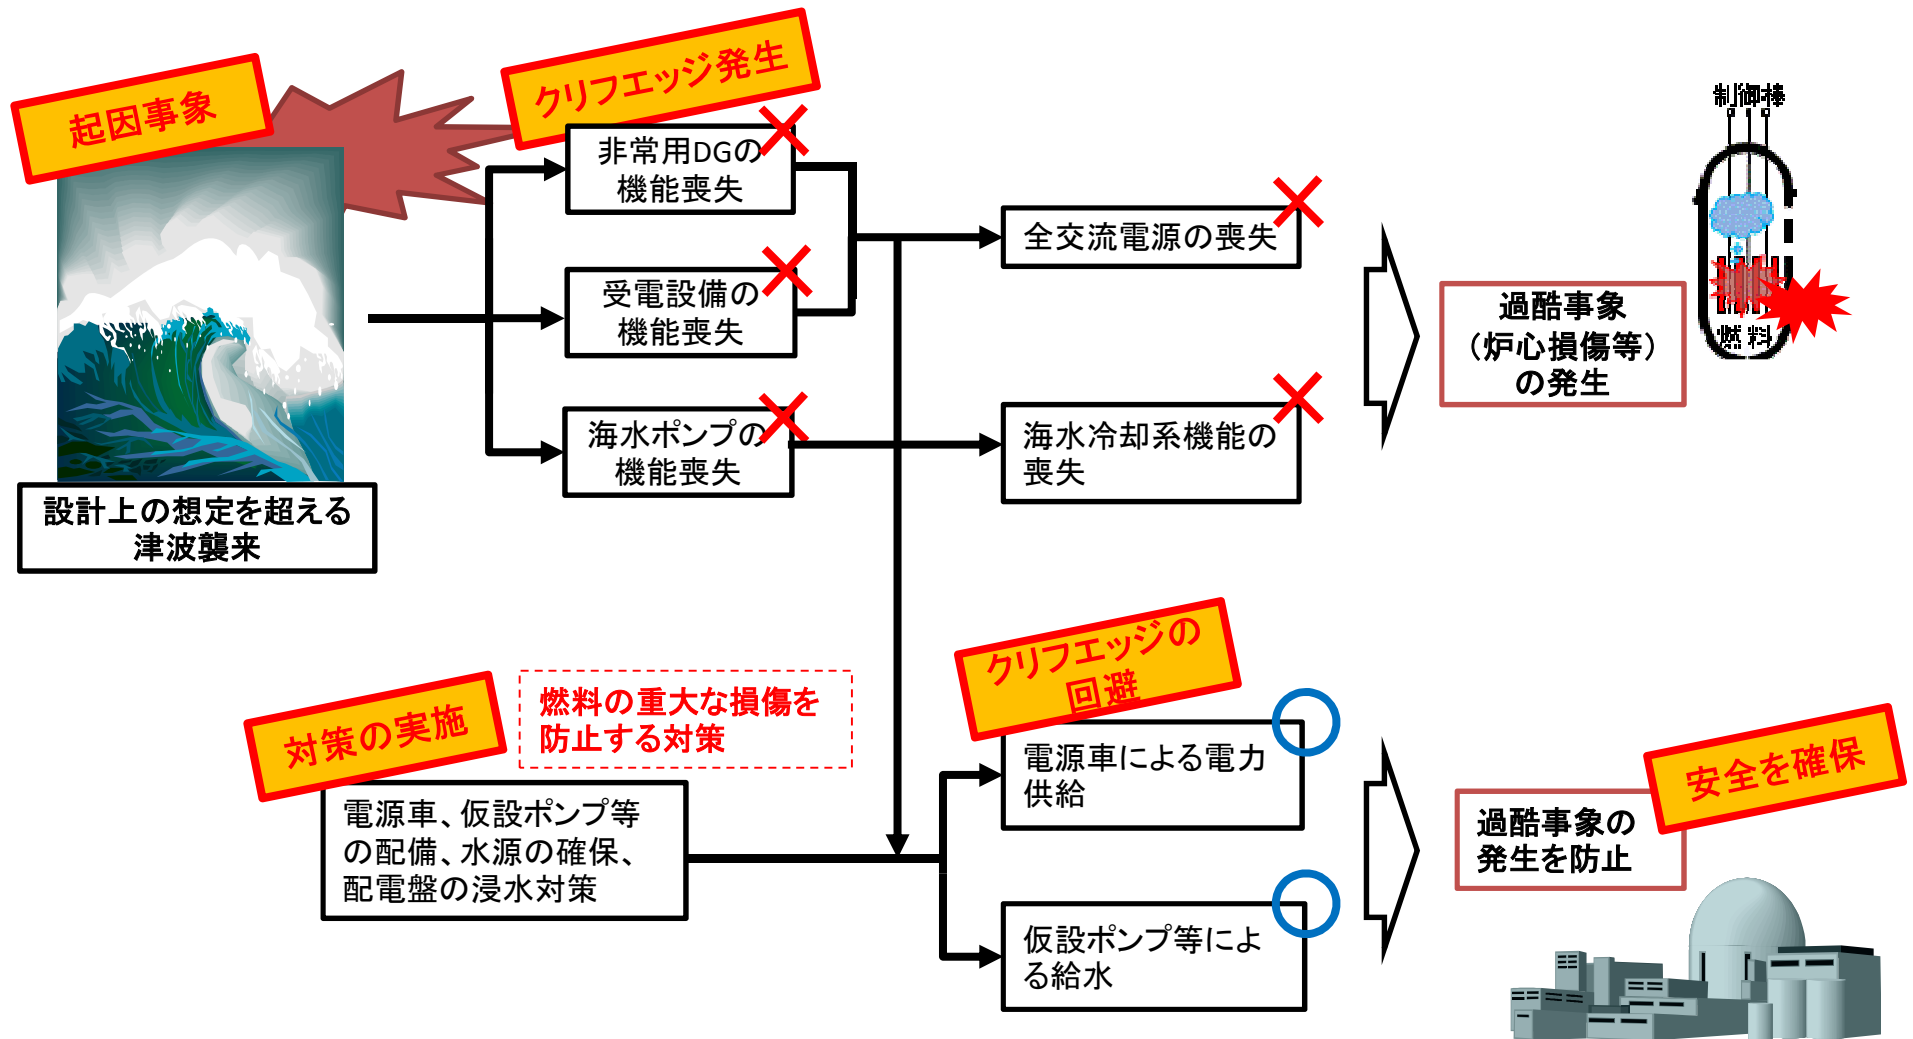 起因事象
クリフエッジ発生
非常用DGの
機能喪失
受電設備の
機能喪失
海水ポンプの
機能喪失
設計上の想定を超える
津波襲来
全交流電源の喪失
海水冷却系機能の
喪失
過酷事象
（炉心損傷等）
の発生
制御棒
燃料
対策の実施
燃料の重大な損傷を
防止する対策
電源車、仮設ポンプ等
の配備、水源の確保、
配電盤の浸水対策
クリフエッジの
回避
電源車による電力
供給
仮設ポンプ等によ
る給水
安全を確保
過酷事象の
発生を防止